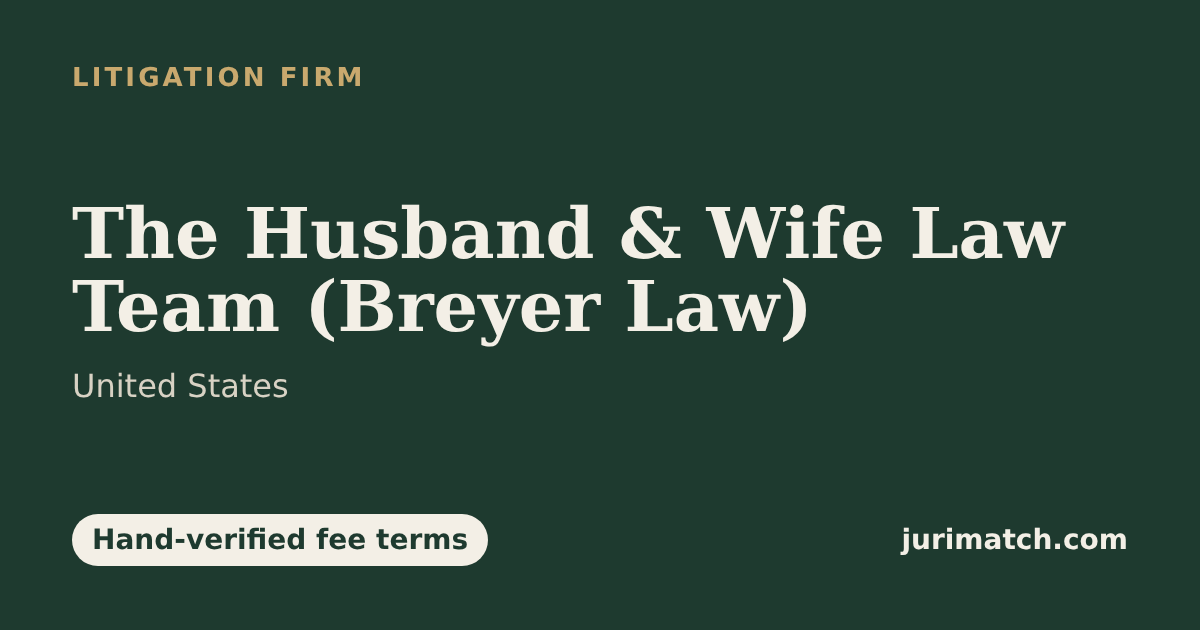 LITIGATION FIRM
The Husband & Wife Law
Team (Breyer Law)
United States
Hand-verified fee terms
jurimatch.com